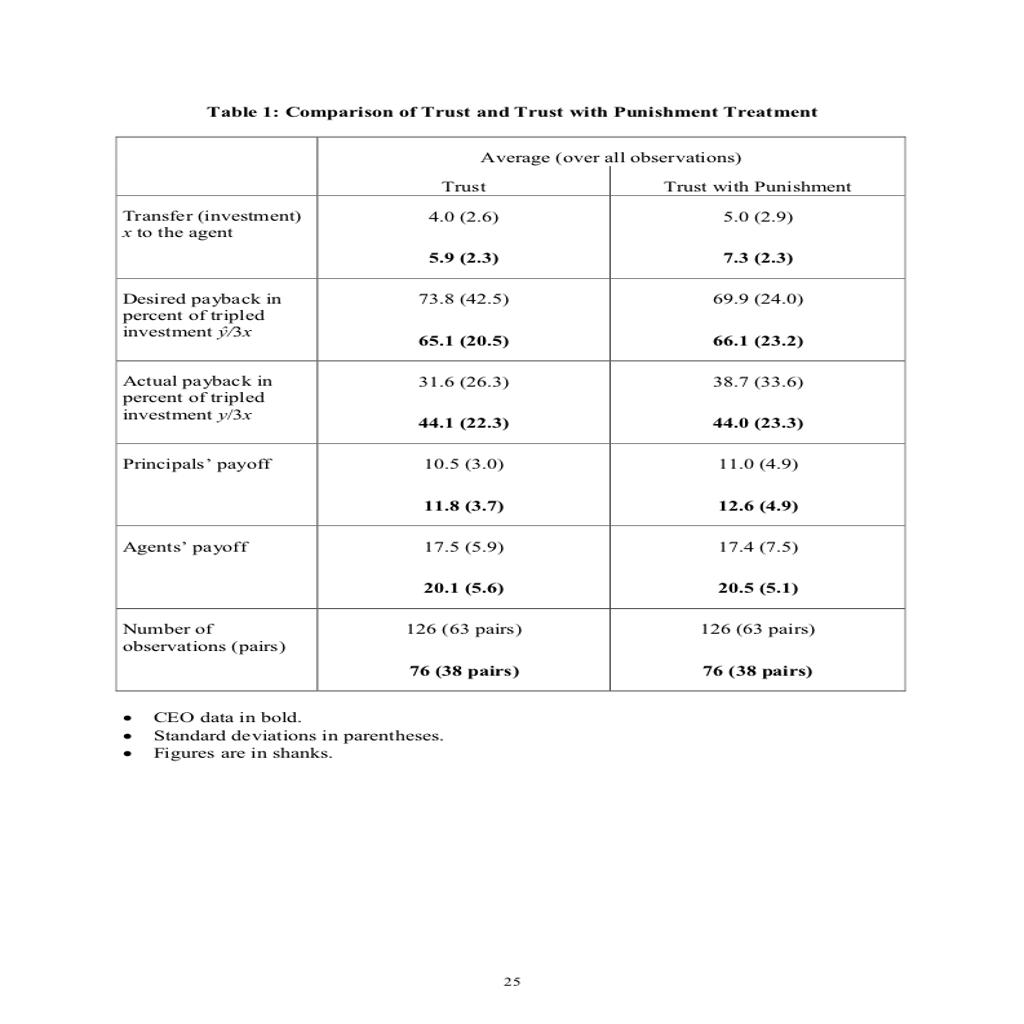 Table 1: Comparison of Trust and Trust with Punishment Treatment
Average (over all observations)
Trust Trust with Punishment
Transfer (investment) 4.0 (2.6) 5.0 (2.9)
x to the agent
5.9 (2.3) 7.3 (2.3)
Desired payback in 73.8 (42.5) 69.9 (24.0)
percent of tripled
investment ŷ/3x
65.1 (20.5) 66.1 (23.2)
Actual payback in 31.6 (26.3) 38.7 (33.6)
percent of tripled
investment y/3x
44.1 (22.3) 44.0 (23.3)
Principals' payoff 10.5 (3.0) 11.0 (4.9)
11.8 (3.7) 12.6 (4.9)
Agents' payoff 17.5 (5.9) 17.4 (7.5)
20.1 (5.6) 20.5 (5.1)
Number of 126 (63 pairs) 126 (63 pairs)
observations (pairs)
76 (38 pairs) 76 (38 pairs)
• CEO data in bold.
• Standard deviations in parentheses.
• Figures are in shanks.
25